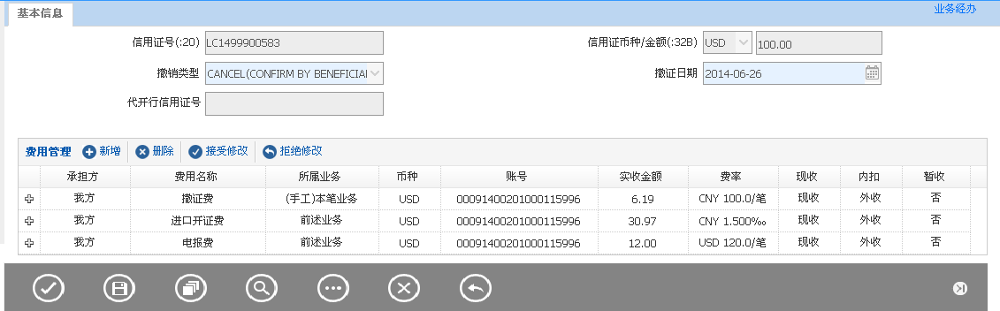 基本信息 业务经办
信用证号(:20) LC1499900583 信用证币种/金额(:32B) USD 100.00
撤销类型 CANCEL(CONFIRM BY BENEFICIAI 撤证日期 2014-06-26
代开行信用证号
费用管理 新增 删除 接受修改 拒绝修改
承担方 费用名称 所属业务 币种 账号 实收金额 费率 现收 内扣 暂收
我方 撤证费 (手工)本笔业务 USD 00091400201000115996 6.19 CNY 100.0/笔 现收 外收 否
我方 进口开证费 前述业务 USD 00091400201000115996 30.97 CNY 1.500‰ 现收 外收 否
我方 电报费 前述业务 USD 00091400201000115996 12.00 USD 120.0/笔 现收 外收 否